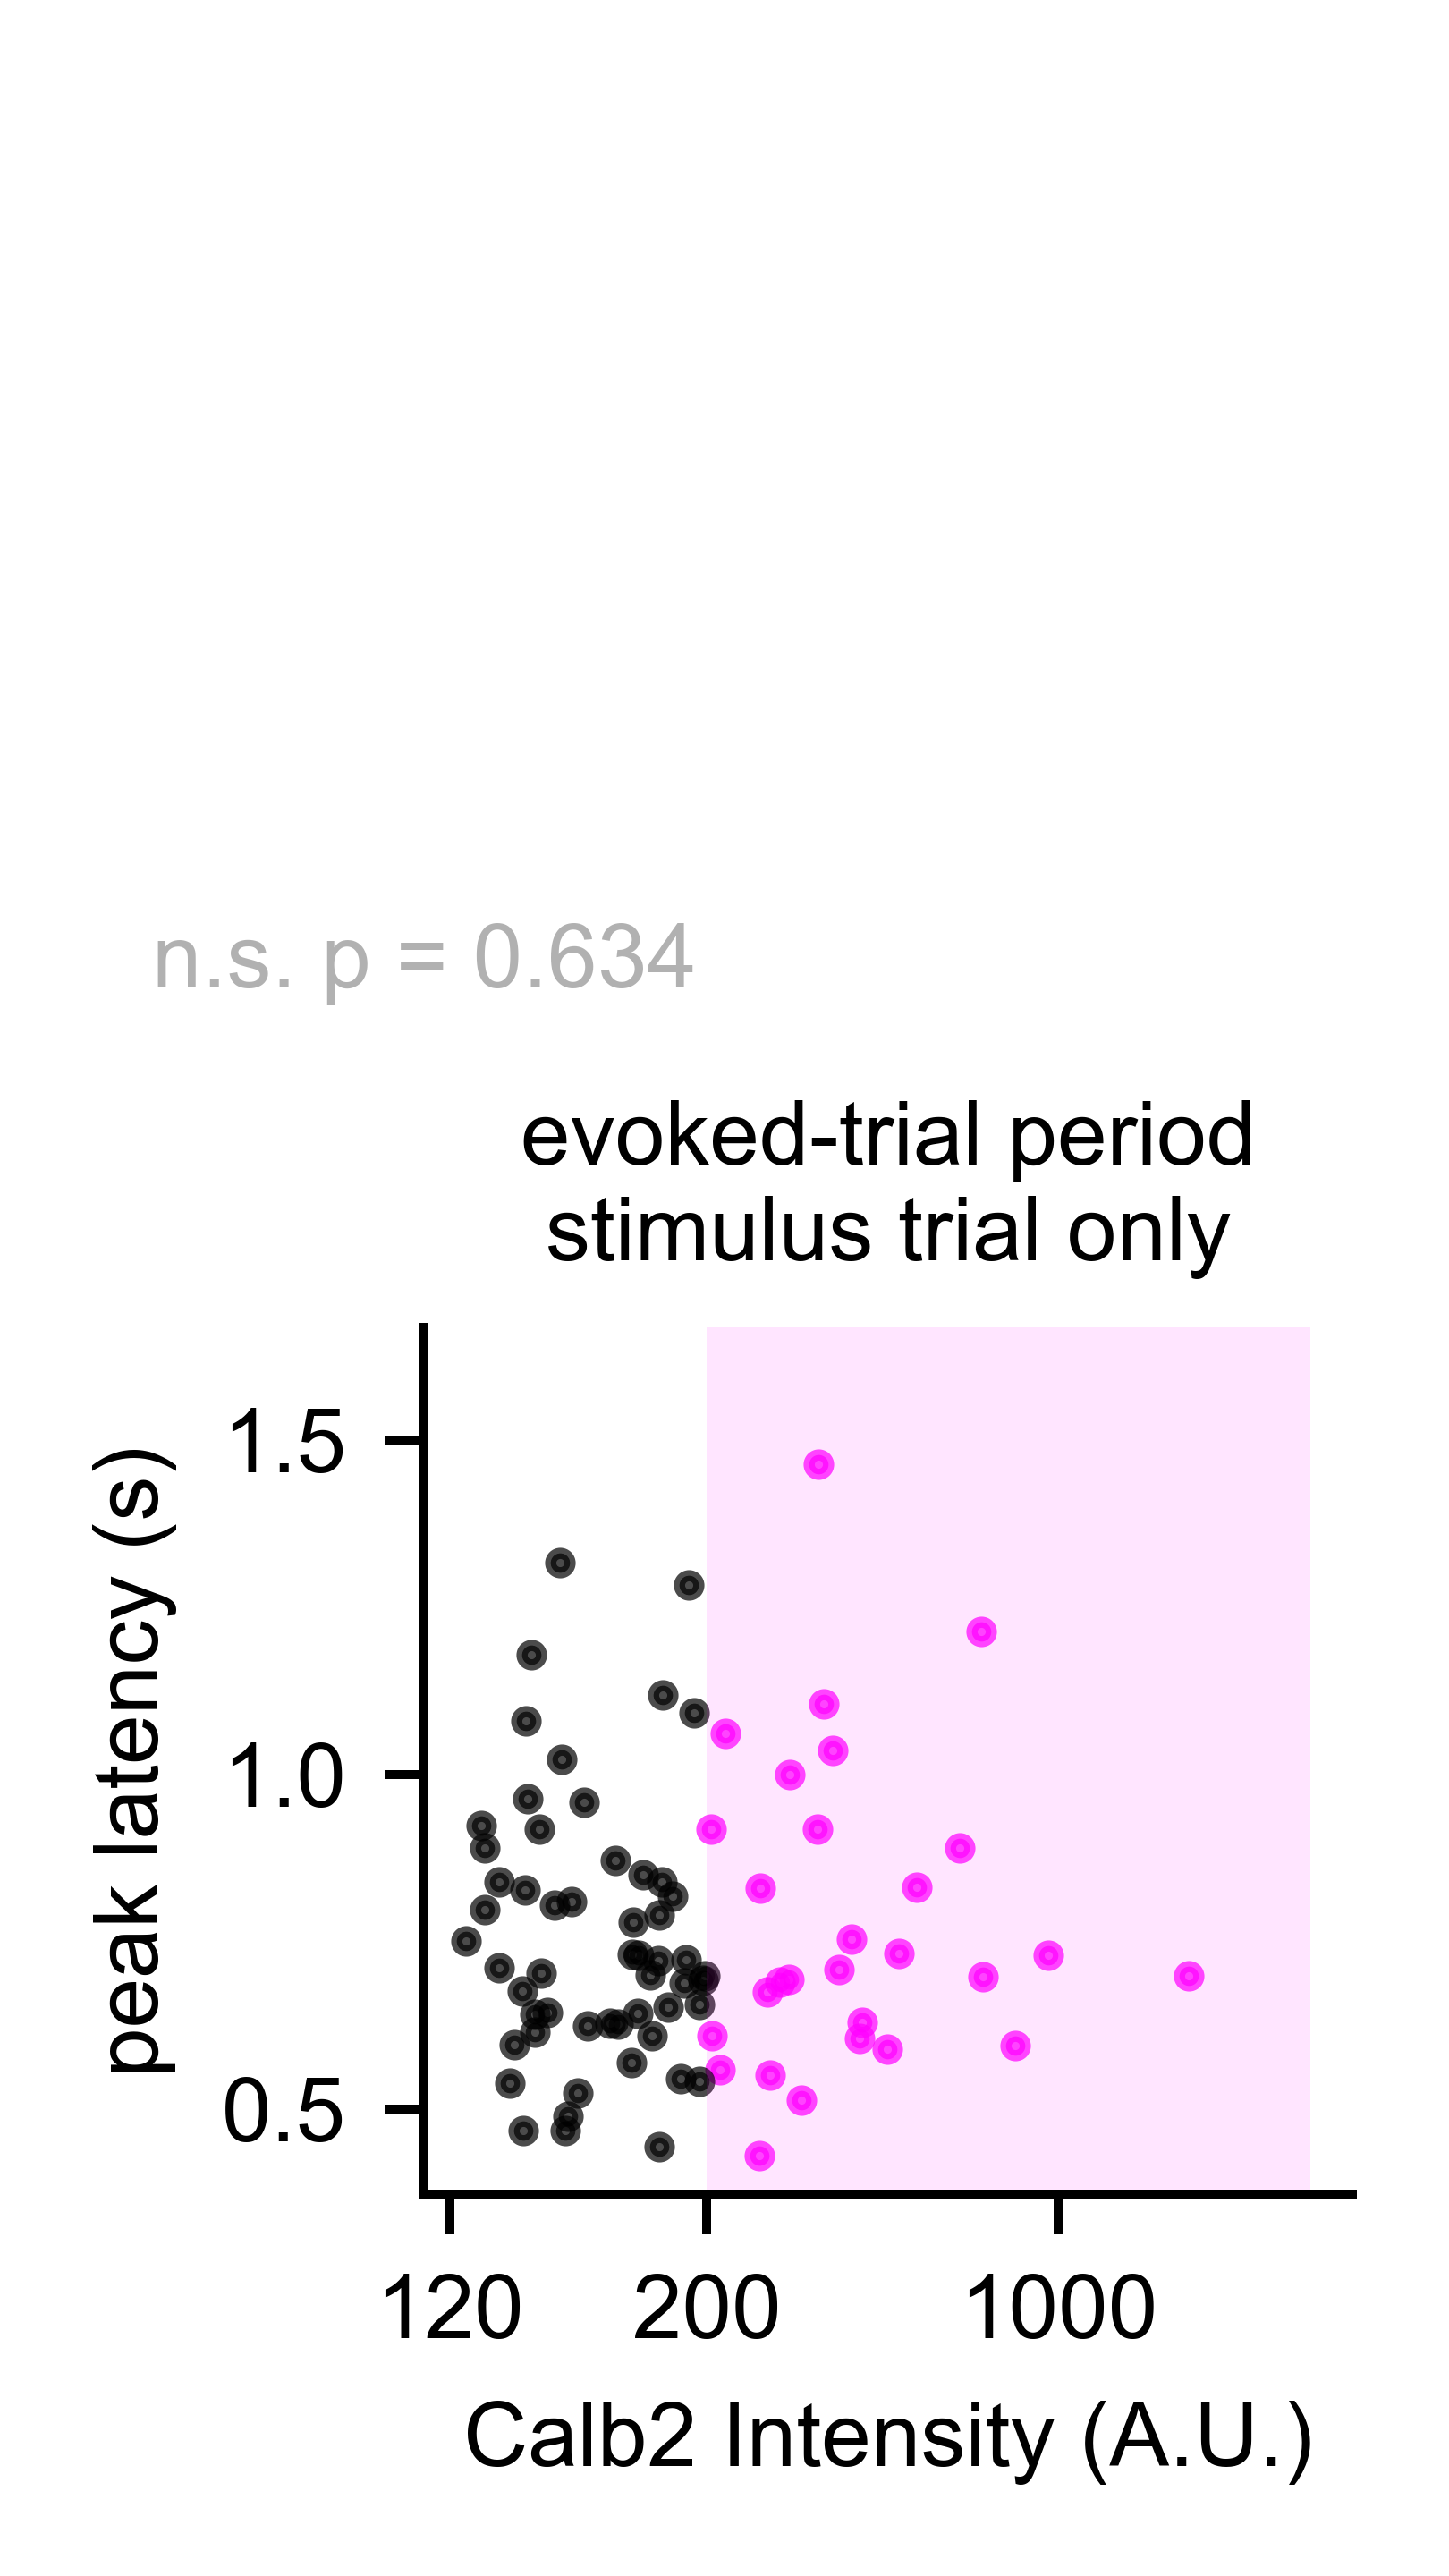 n.s. p = 0.634
evoked-trial period
stimulus trial only
peak latency (s)
1.5
1.0
0.5
120 200 1000
Calb2 Intensity (A.U.)